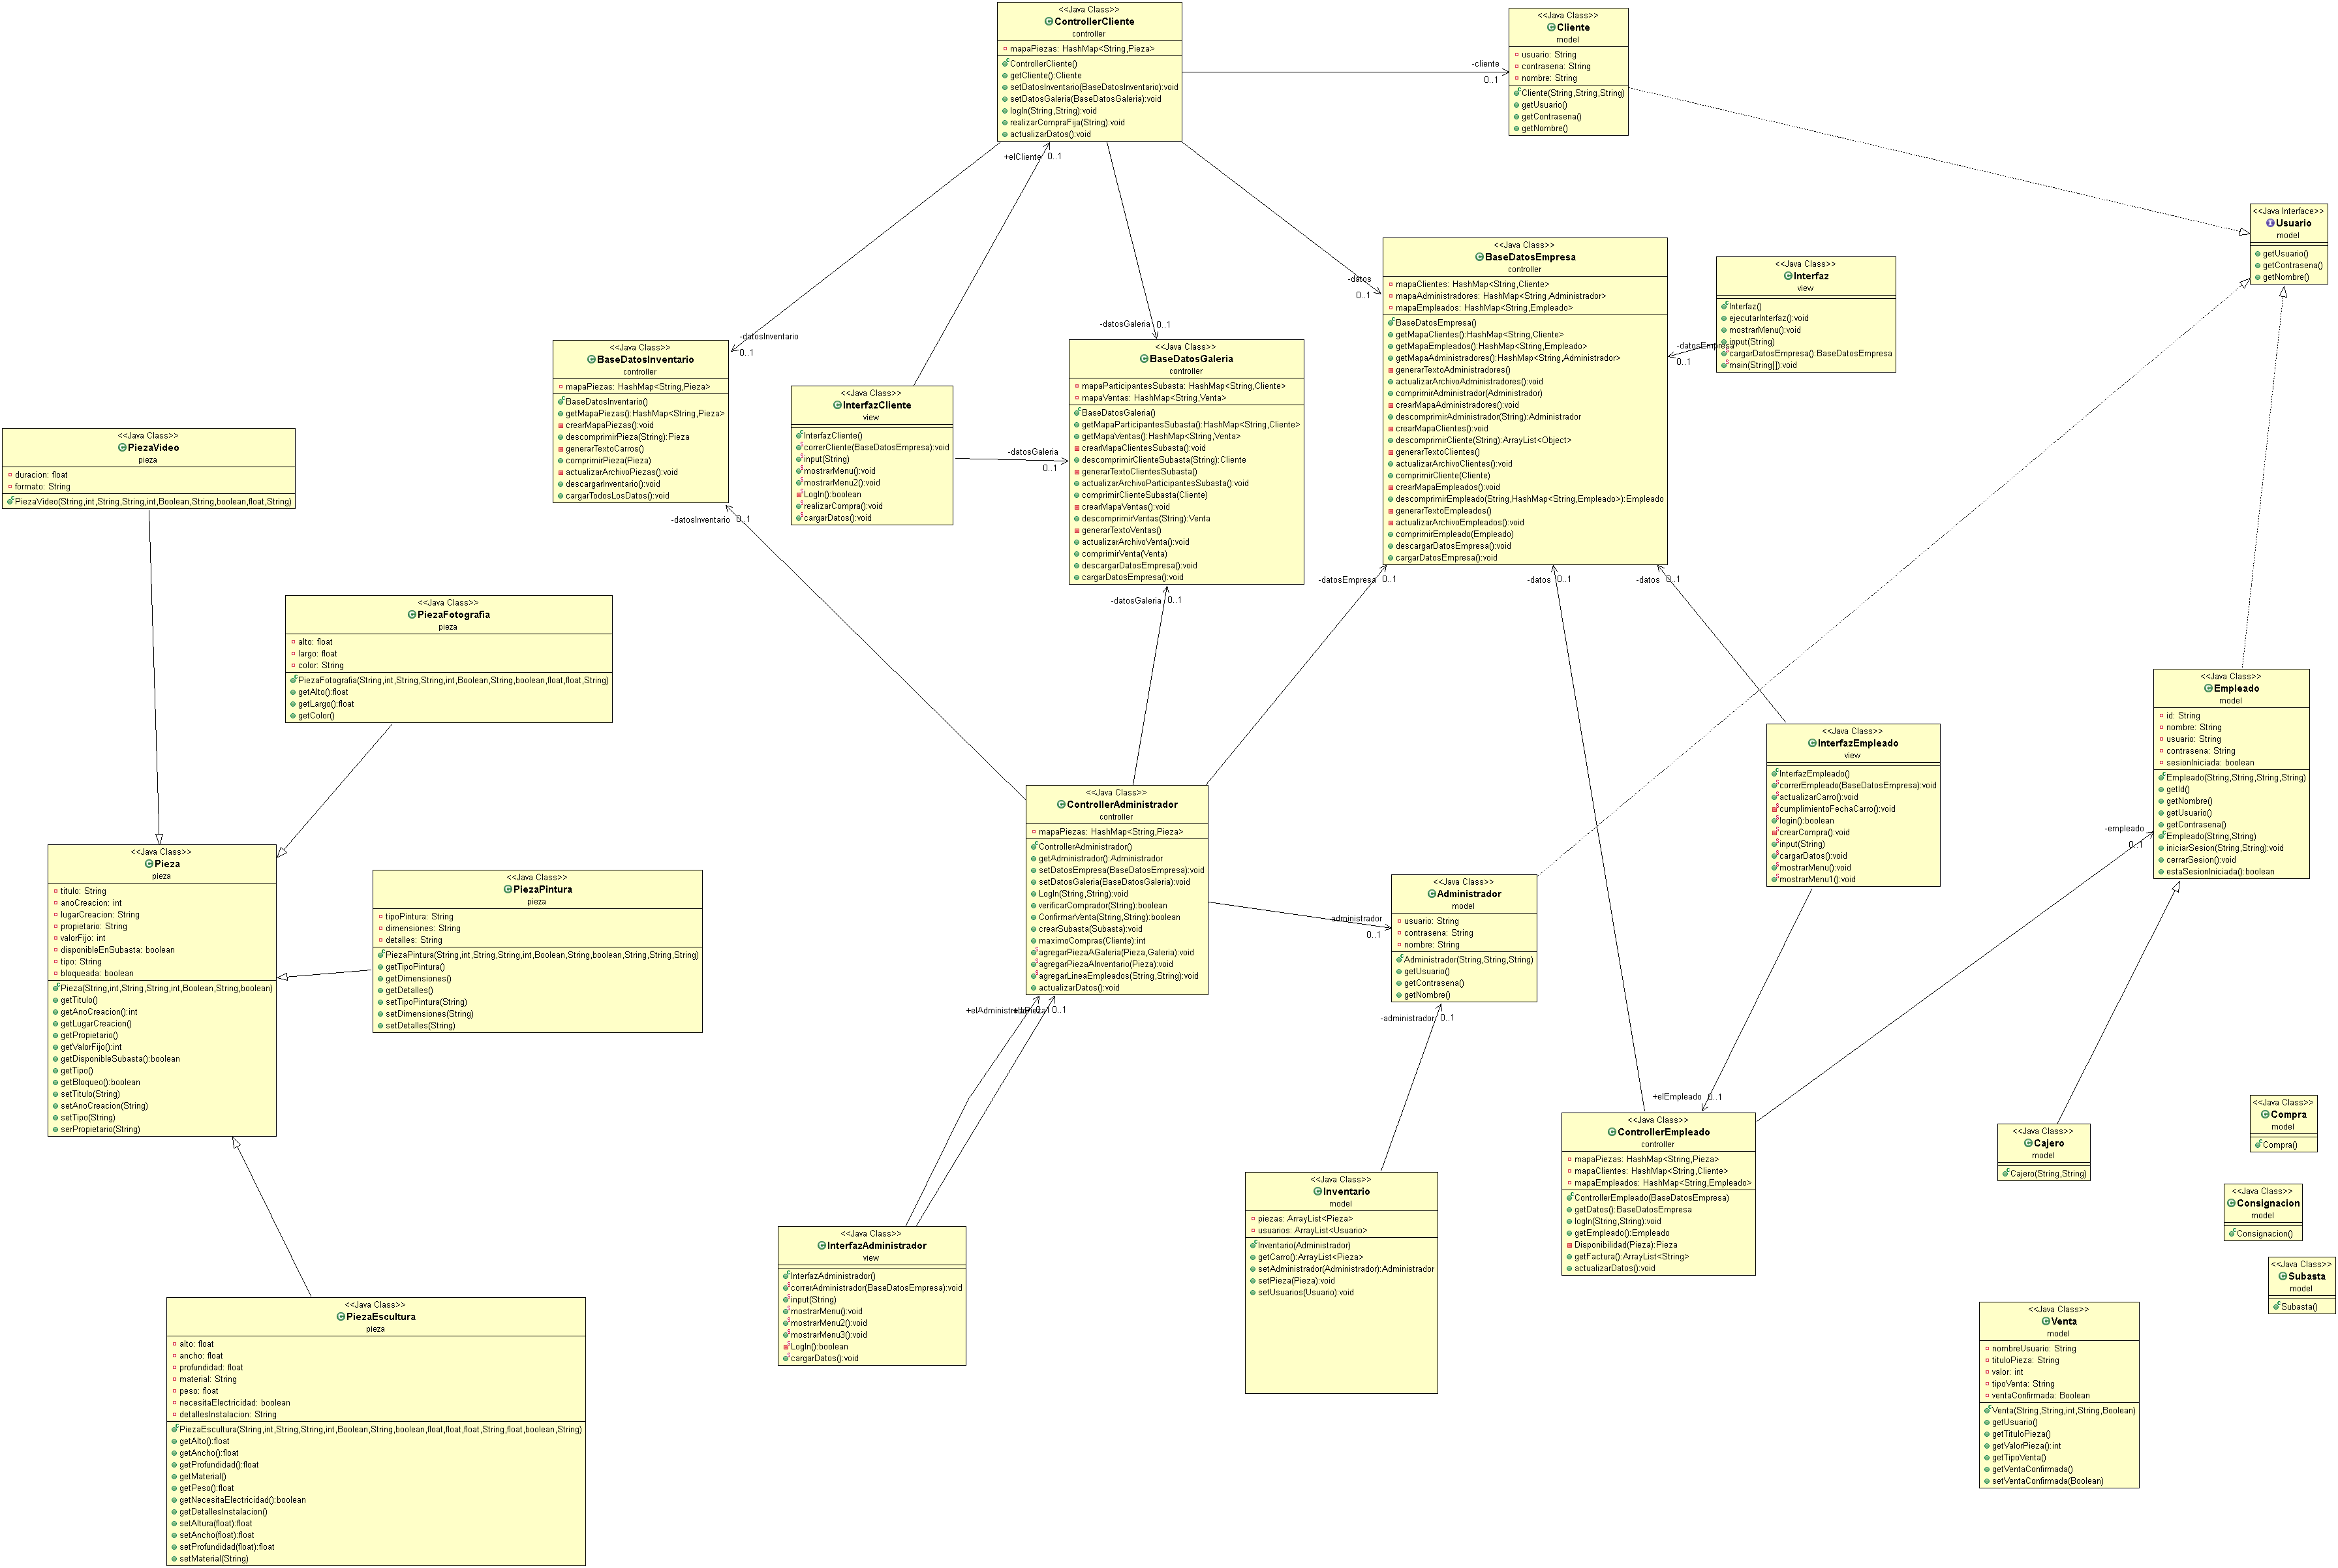 <<Java Class>>
ControllerCliente
controller
mapaPiezas: HashMap<String,Pieza>
ControllerCliente()
getCliente():Cliente
setDatosInventario(BaseDatosInventario):void
setDatosGaleria(BaseDatosGaleria):void
logIn(String,String):void
realizarCompraFija(String):void
actualizarDatos():void
-cliente
0..1
<<Java Class>>
Cliente
model
usuario: String
contrasena: String
nombre: String
Cliente(String,String,String)
getUsuario()
getContrasena()
getNombre()
+elCliente
0..1
<<Java Interface>>
Usuario
model
getUsuario()
getContrasena()
getNombre()
-datos
0..1
<<Java Class>>
BaseDatosEmpresa
controller
mapaClientes: HashMap<String,Cliente>
mapaAdministradores: HashMap<String,Administrador>
mapaEmpleados: HashMap<String,Empleado>
BaseDatosEmpresa()
getMapaClientes():HashMap<String,Cliente>
getMapaEmpleados():HashMap<String,Empleado>
getMapaAdministradores():HashMap<String,Administrador>
generarTextoAdministradores()
actualizarArchivoAdministradores():void
comprimirAdministrador(Administrador)
crearMapaAdministradores():void
descomprimirAdministrador(String):Administrador
crearMapaClientes():void
descomprimirCliente(String):ArrayList<Object>
generarTextoClientes()
actualizarArchivoClientes():void
comprimirCliente(Cliente)
crearMapaEmpleados():void
descomprimirEmpleado(String,HashMap<String,Empleado>):Empleado
generarTextoEmpleados()
actualizarArchivoEmpleados():void
comprimirEmpleado(Empleado)
descargarDatosEmpresa():void
cargarDatosEmpresa():void
<<Java Class>>
Interfaz
view
Interfaz()
ejecutarInterfaz():void
mostrarMenu():void
input(String)
cargarDatosEmpresa():BaseDatosEmpresa
main(String[]):void
-datosEmpresa
0..1
-datosInventario
0..1
<<Java Class>>
BaseDatosInventario
controller
mapaPiezas: HashMap<String,Pieza>
BaseDatosInventario()
getMapaPiezas():HashMap<String,Pieza>
crearMapaPiezas():void
descomprimirPieza(String):Pieza
generarTextoCarros()
comprimirPieza(Pieza)
actualizarArchivoPiezas():void
descargarInventario():void
cargarTodosLosDatos():void
<<Java Class>>
InterfazCliente
view
InterfazCliente()
correrCliente(BaseDatosEmpresa):void
input(String)
mostrarMenu():void
mostrarMenu2():void
LogIn():boolean
realizarCompra():void
cargarDatos():void
-datosGaleria
0..1
-datosGaleria
0..1
<<Java Class>>
BaseDatosGaleria
controller
mapaParticipantesSubasta: HashMap<String,Cliente>
mapaVentas: HashMap<String,Venta>
BaseDatosGaleria()
getMapaParticipantesSubasta():HashMap<String,Cliente>
getMapaVentas():HashMap<String,Venta>
crearMapaClientesSubasta():void
descomprimirClienteSubasta(String):Cliente
generarTextoClientesSubasta()
actualizarArchivoParticipantesSubasta():void
comprimirClienteSubasta(Cliente)
crearMapaVentas():void
descomprimirVentas(String):Venta
generarTextoVentas()
actualizarArchivoVenta():void
comprimirVenta(Venta)
descargarDatosEmpresa():void
cargarDatosEmpresa():void
<<Java Class>>
PiezaVideo
pieza
duracion: float
formato: String
PiezaVideo(String,int,String,String,int,Boolean,String,boolean,float,String)
-datosInventario
0..1
-datosGaleria
0..1
-datosEmpresa
0..1
-datos
0..1
-datos
0..1
<<Java Class>>
PiezaFotografia
pieza
alto: float
largo: float
color: String
PiezaFotografia(String,int,String,String,int,Boolean,String,boolean,float,float,String)
getAlto():float
getLargo():float
getColor()
<<Java Class>>
Pieza
pieza
titulo: String
anoCreacion: int
lugarCreacion: String
propietario: String
valorFijo: int
disponibleEnSubasta: boolean
tipo: String
bloqueada: boolean
Pieza(String,int,String,String,int,Boolean,String,boolean)
getTitulo()
getAnoCreacion():int
getLugarCreacion()
getPropietario()
getValorFijo():int
getDisponibleSubasta():boolean
getTipo()
getBloqueo():boolean
setTitulo(String)
setAnoCreacion(String)
setTipo(String)
serPropietario(String)
<<Java Class>>
PiezaPintura
pieza
tipoPintura: String
dimensiones: String
detalles: String
PiezaPintura(String,int,String,String,int,Boolean,String,boolean,String,String,String)
getTipoPintura()
getDimensiones()
getDetalles()
setTipoPintura(String)
setDimensiones(String)
setDetalles(String)
<<Java Class>>
ControllerAdministrador
controller
mapaPiezas: HashMap<String,Pieza>
ControllerAdministrador()
getAdministrador():Administrador
setDatosEmpresa(BaseDatosEmpresa):void
setDatosGaleria(BaseDatosGaleria):void
LogIn(String,String):void
verificarComprador(String):boolean
ConfirmarVenta(String,String):boolean
crearSubasta(Subasta):void
maximoCompras(Cliente):int
agregarPiezaAGaleria(Pieza,Galeria):void
agregarPiezaAInventario(Pieza):void
agregarLineaEmpleados(String,String):void
actualizarDatos():void
-administrador
0..1
<<Java Class>>
Administrador
model
usuario: String
contrasena: String
nombre: String
Administrador(String,String,String)
getUsuario()
getContrasena()
getNombre()
-administrador
0..1
<<Java Class>>
InterfazEmpleado
view
InterfazEmpleado()
correrEmpleado(BaseDatosEmpresa):void
actualizarCarro():void
cumplimientoFechaCarro():void
login():boolean
crearCompra():void
input(String)
cargarDatos():void
mostrarMenu():void
mostrarMenu1():void
<<Java Class>>
Empleado
model
id: String
nombre: String
usuario: String
contrasena: String
sesionIniciada: boolean
Empleado(String,String,String,String)
getId()
getNombre()
getUsuario()
getContrasena()
Empleado(String,String)
iniciarSesion(String,String):void
cerrarSesion():void
estaSesionIniciada():boolean
-empleado
0..1
0..1
+elEmpleado
0..1
<<Java Class>>
ControllerEmpleado
controller
mapaPiezas: HashMap<String,Pieza>
mapaClientes: HashMap<String,Cliente>
mapaEmpleados: HashMap<String,Empleado>
ControllerEmpleado(BaseDatosEmpresa)
getDatos():BaseDatosEmpresa
logIn(String,String):void
getEmpleado():Empleado
Disponibilidad(Pieza):Pieza
getFactura():ArrayList<String>
actualizarDatos():void
<<Java Class>>
Cajero
model
Cajero(String,String)
<<Java Class>>
Compra
model
Compra()
<<Java Class>>
Consignacion
model
Consignacion()
<<Java Class>>
Subasta
model
Subasta()
<<Java Class>>
InterfazAdministrador
view
InterfazAdministrador()
correrAdministrador(BaseDatosEmpresa):void
input(String)
mostrarMenu():void
mostrarMenu2():void
mostrarMenu3():void
LogIn():boolean
cargarDatos():void
<<Java Class>>
Inventario
model
piezas: ArrayList<Pieza>
usuarios: ArrayList<Usuario>
Inventario(Administrador)
getCarro():ArrayList<Pieza>
setAdministrador(Administrador):Administrador
setPieza(Pieza):void
setUsuarios(Usuario):void
<<Java Class>>
PiezaEscultura
pieza
alto: float
ancho: float
profundidad: float
material: String
peso: float
necesitaElectricidad: boolean
detallesInstalacion: String
PiezaEscultura(String,int,String,String,int,Boolean,String,boolean,float,float,float,String,float,boolean,String)
getAlto():float
getAncho():float
getProfundidad():float
getMaterial()
getPeso():float
getNecesitaElectricidad():boolean
getDetallesInstalacion()
setAltura(float):float
setAncho(float):float
setProfundidad(float):float
setMaterial(String)
<<Java Class>>
Venta
model
nombreUsuario: String
tituloPieza: String
valor: int
tipoVenta: String
ventaConfirmada: Boolean
Venta(String,String,int,String,Boolean)
getUsuario()
getTituloPieza()
getValorPieza():int
getTipoVenta()
getVentaConfirmada()
setVentaConfirmada(Boolean)